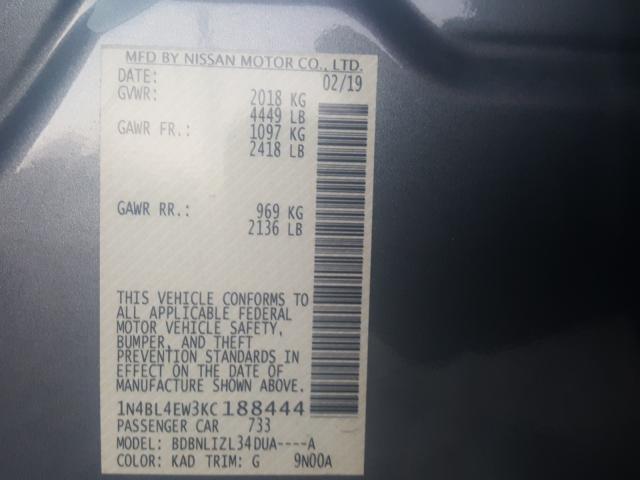 MFD BY NISSAN MOTOR CO., LTD.
DATE: 02/19
GVWR: 2018 KG
4449 LB
GAWR FR.: 1097 KG
2418 LB
GAWR RR.: 969 KG
2136 LB
THIS VEHICLE CONFORMS TO
ALL APPLICABLE FEDERAL
MOTOR VEHICLE SAFETY,
BUMPER, AND THEFT
PREVENTION STANDARDS IN
EFFECT ON THE DATE OF
MANUFACTURE SHOWN ABOVE.
1N4BL4EW3KC188444
PASSENGER CAR 733
MODEL: BDBNLIZL34DUA----A
COLOR: KAD TRIM: G 9N00A